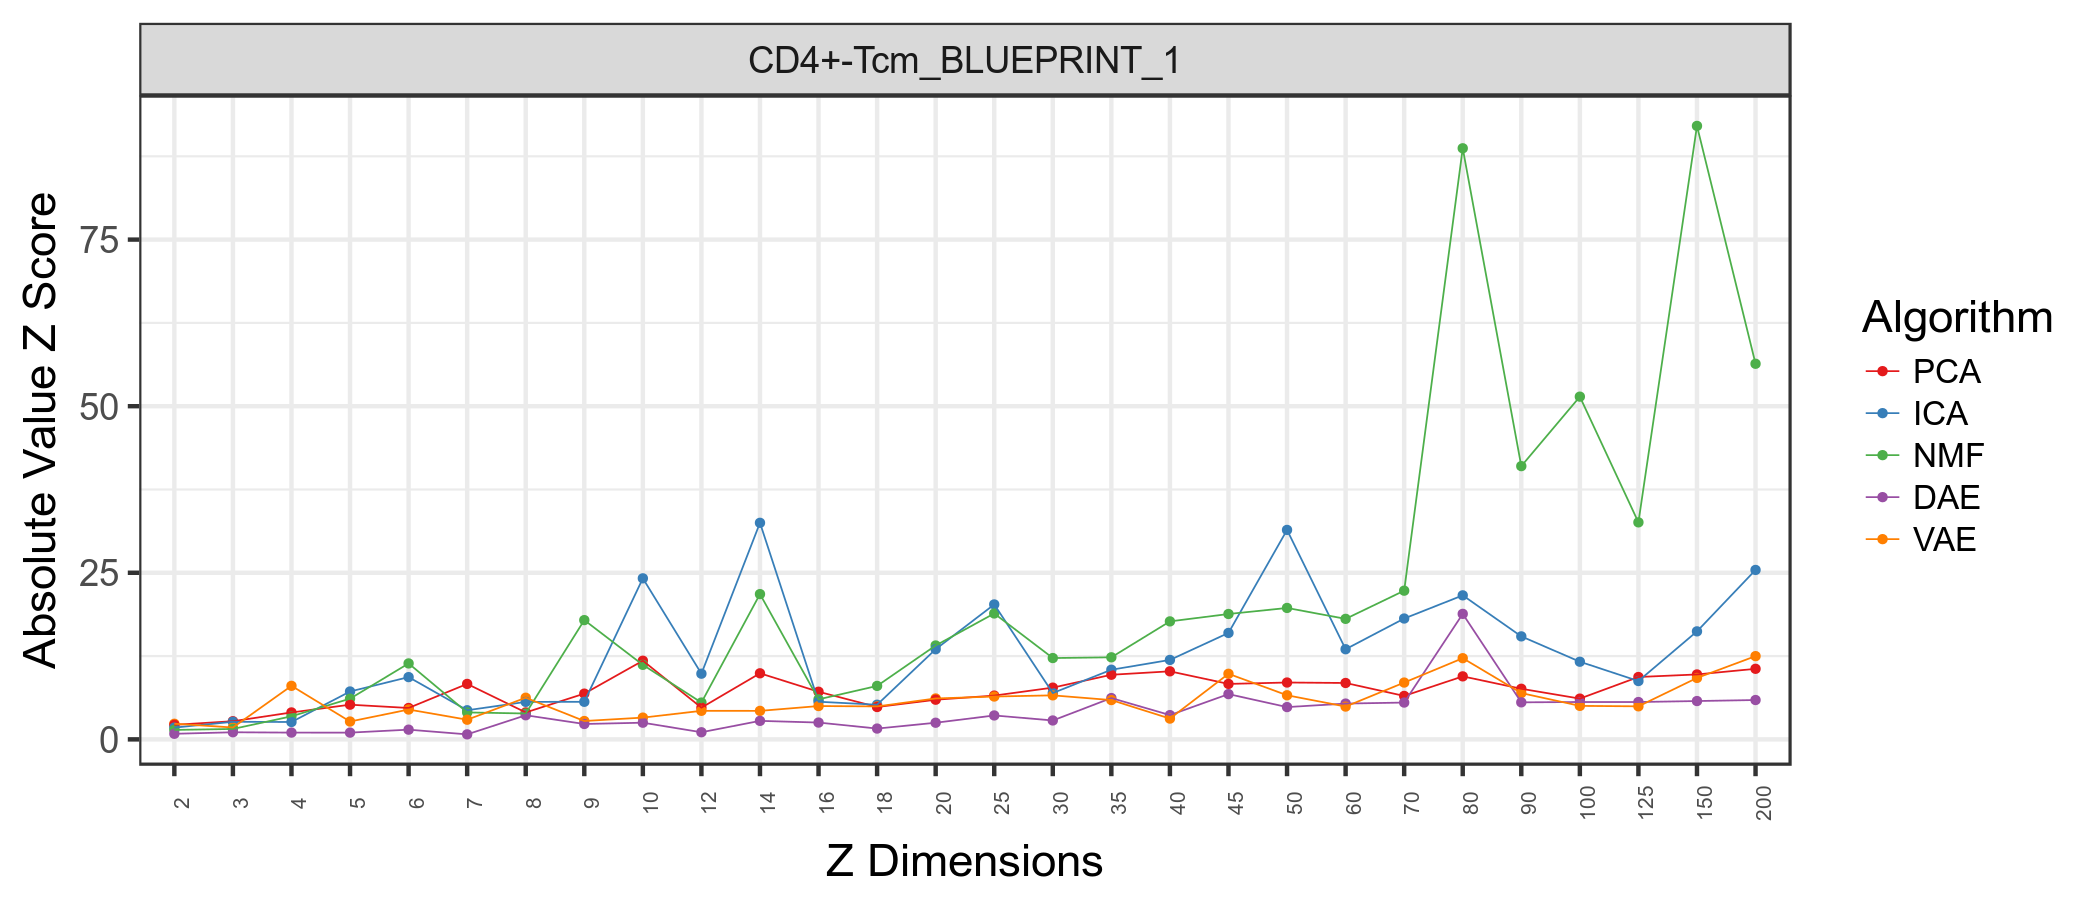 CD4+-Tcm_BLUEPRINT_1
Absolute Value Z Score
75
50
25
0
2 3 4 5 6 7 8 9 10 12 14 16 18 20 25 30 35 40 45 50 60 70 80 90 100 125 150 200
Z Dimensions
Algorithm
PCA
ICA
NMF
DAE
VAE